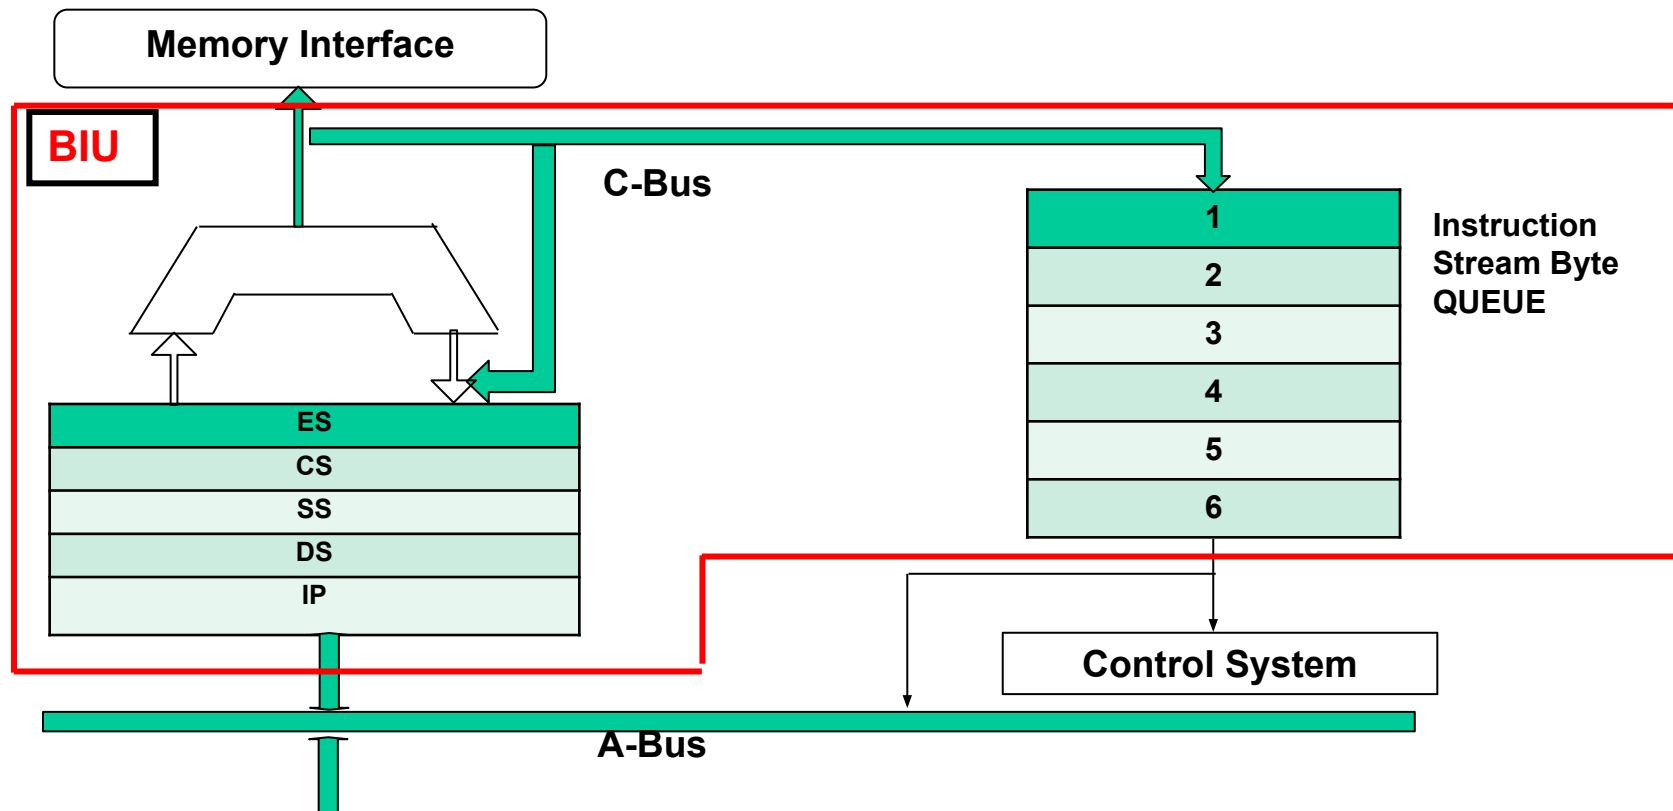 Memory Interface
BIU
C-Bus
1
2
3
4
5
6
Instruction
Stream Byte
QUEUE
ES
CS
SS
DS
IP
Control System
A-Bus